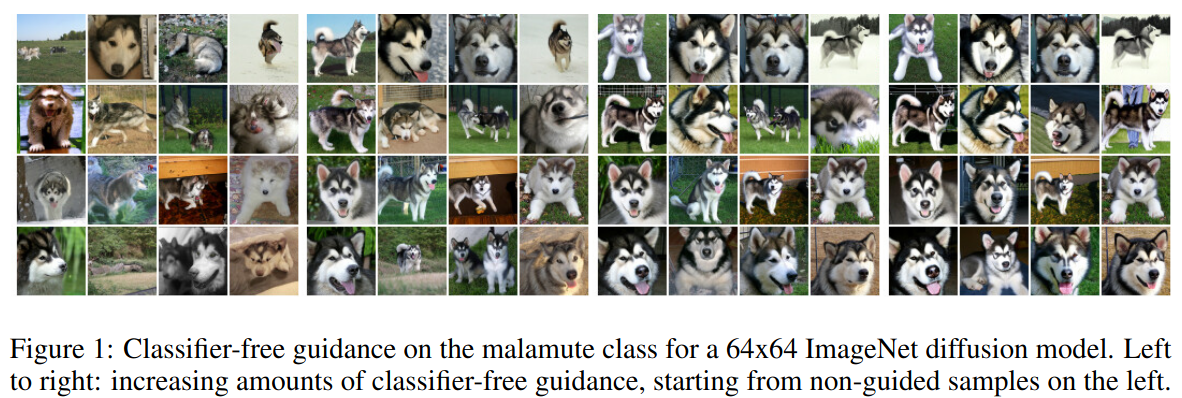 Figure 1: Classifier-free guidance on the malamute class for a 64x64 ImageNet diffusion model. Left
to right: increasing amounts of classifier-free guidance, starting from non-guided samples on the left.